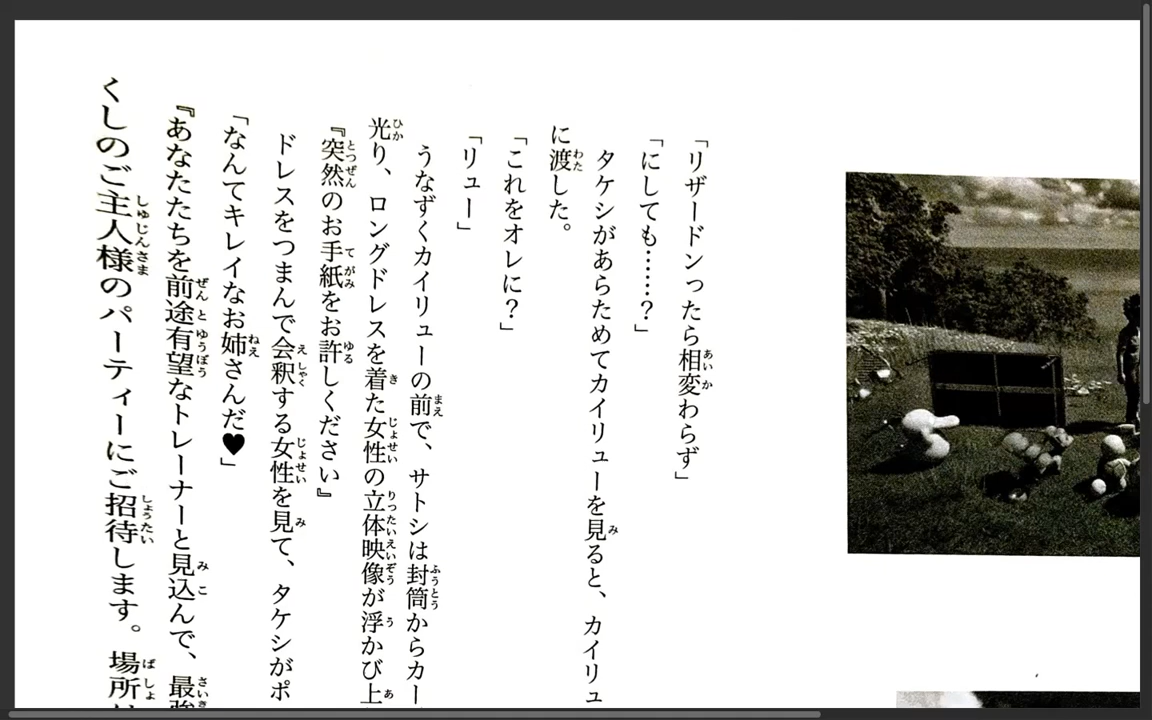 「リザードンったら相変わらず」
「にしても……？」
タケシがあらためてカイリューを見ると、カイリュ
に渡した。
「これをオレに？」
「リュー」
うなずくカイリューの前で、サトシは封筒からカー
光り、ロングドレスを着た女性の立体映像が浮かび上
『突然のお手紙をお許しください』
ドレスをつまんで会釈する女性を見て、タケシがポ
「なんてキレイなお姉さんだ♥」
『あなたたちを前途有望なトレーナーと見込んで、最強
くしのご主人様のパーティーにご招待します。場所